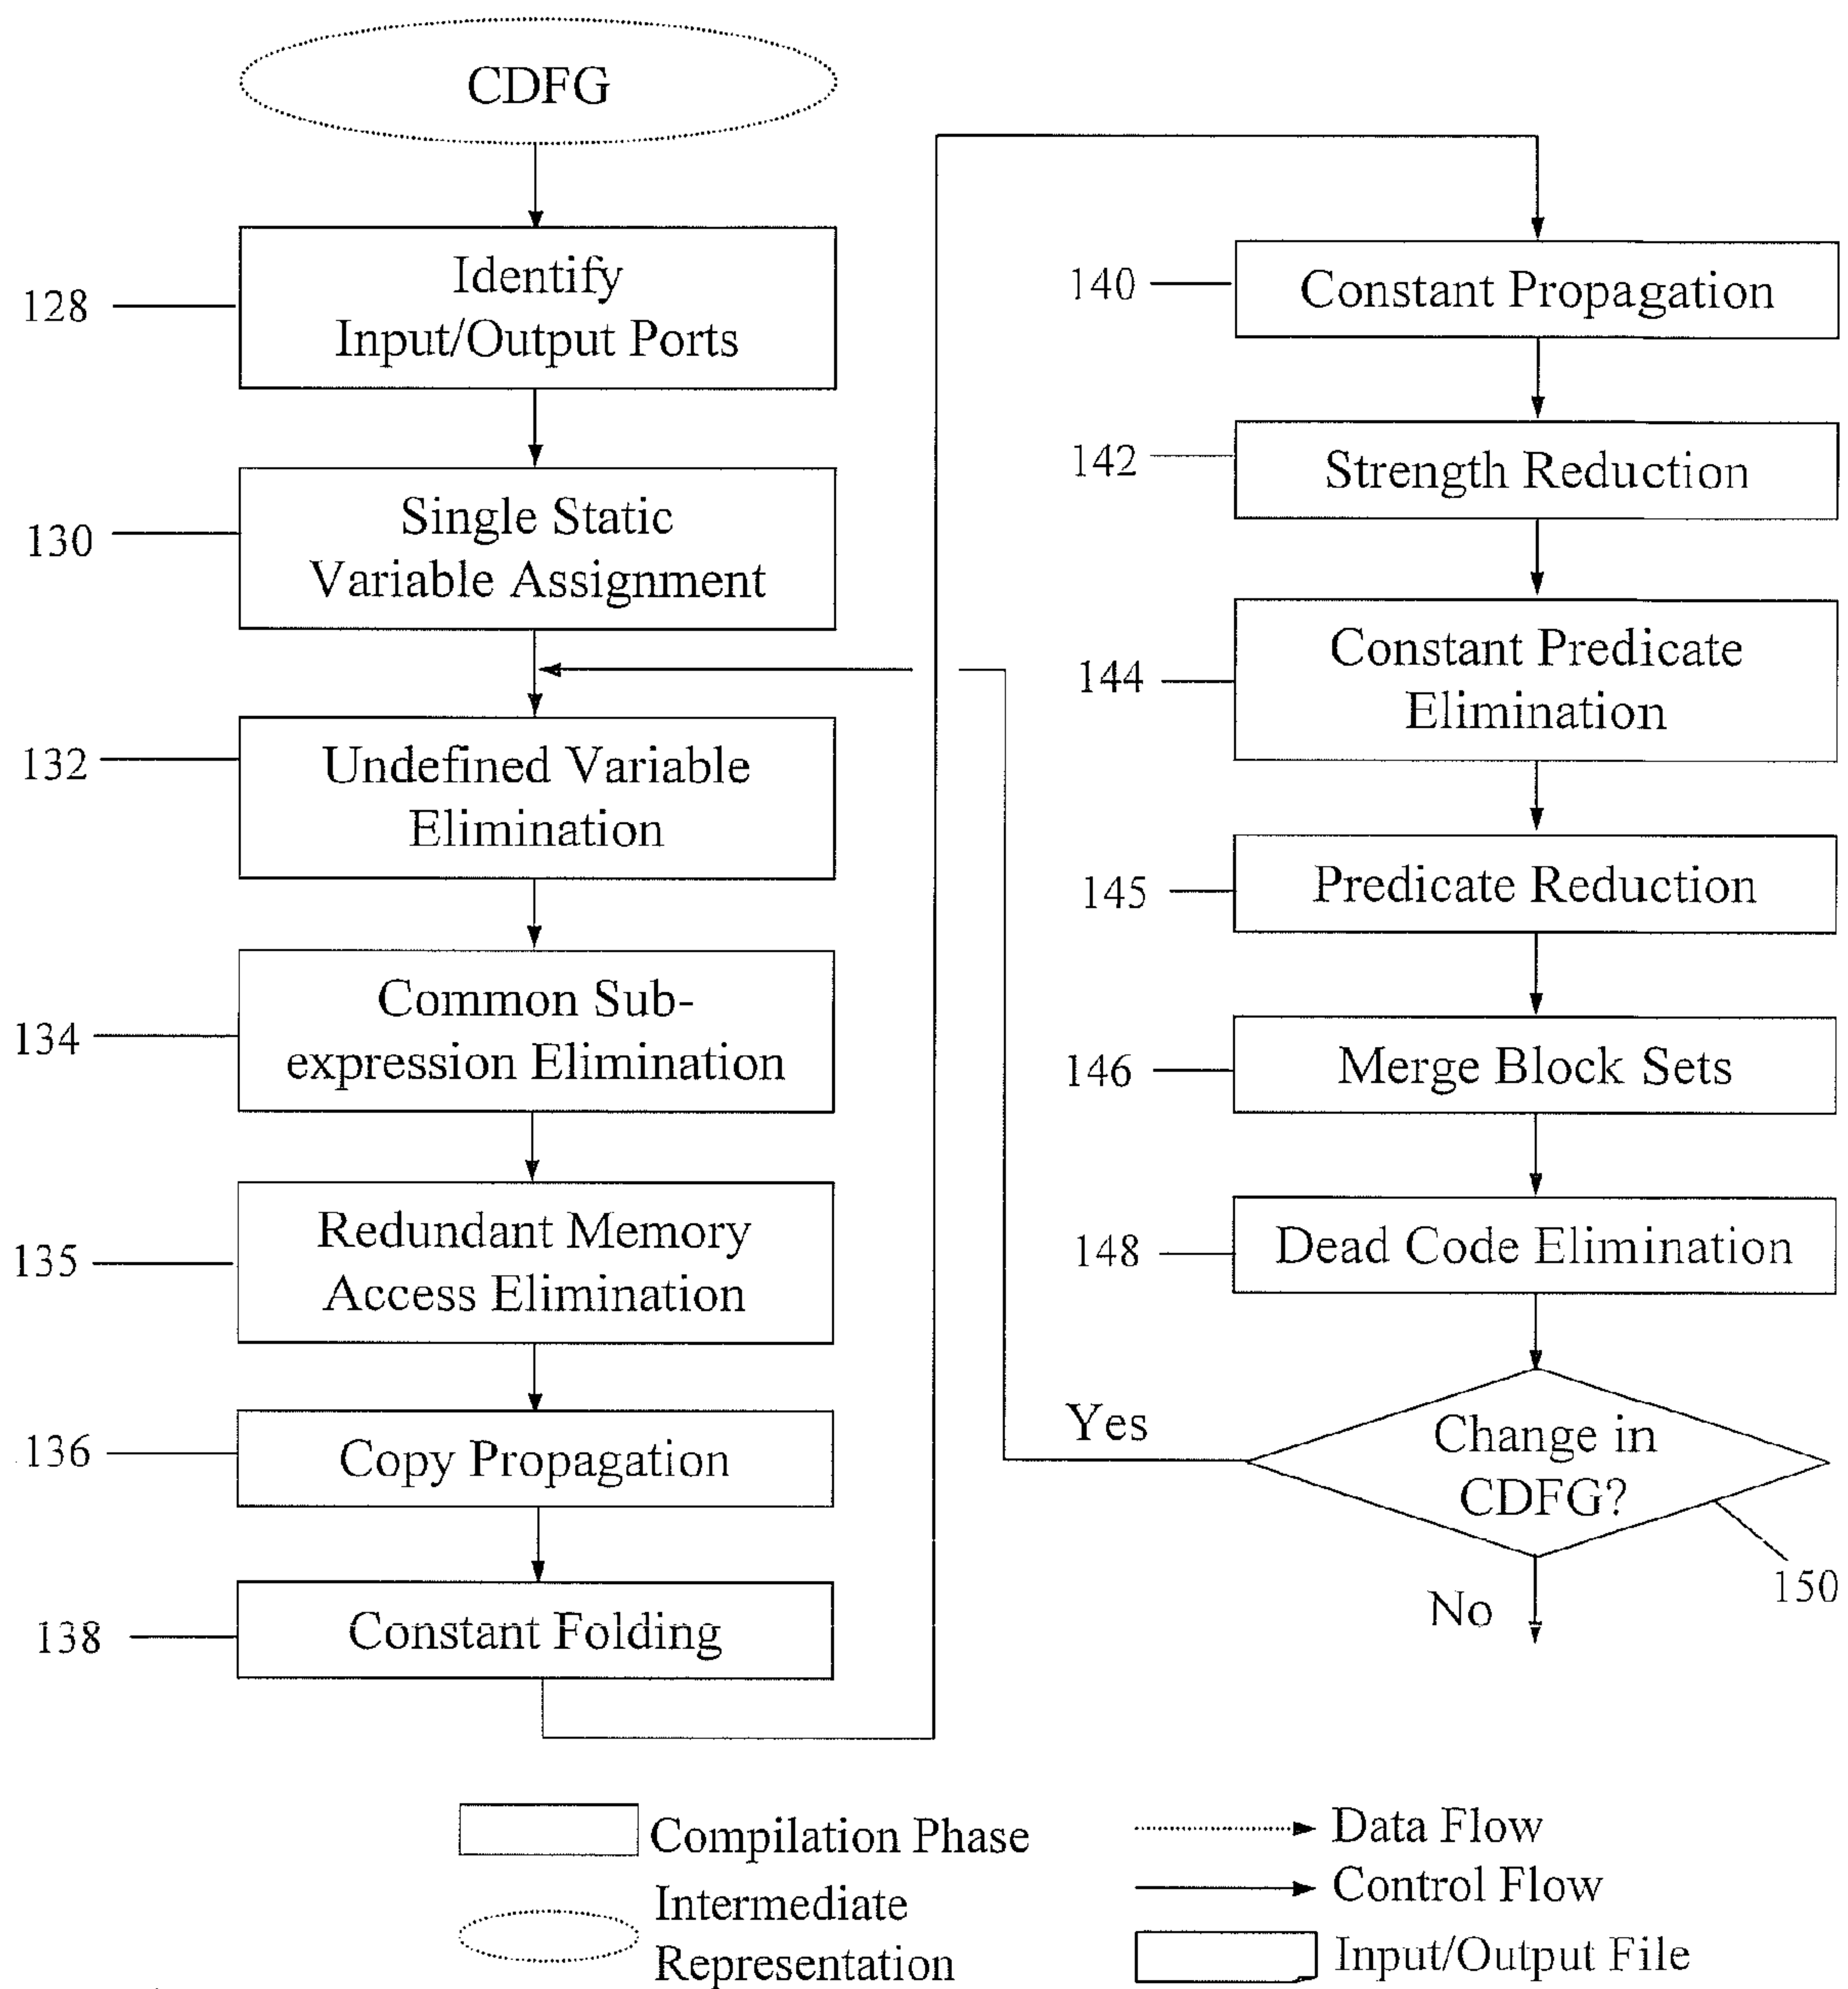 CDFG
128
Identify
Input/Output Ports
130
Single Static
Variable Assignment
132
Undefined Variable
Elimination
134
Common Sub-
expression Elimination
135
Redundant Memory
Access Elimination
136
Copy Propagation
138
Constant Folding
140
Constant Propagation
142
Strength Reduction
144
Constant Predicate
Elimination
145
Predicate Reduction
146
Merge Block Sets
148
Dead Code Elimination
Change in
CDFG?
Yes
150
No
Compilation Phase
Intermediate
Representation
Data Flow
Control Flow
Input/Output File